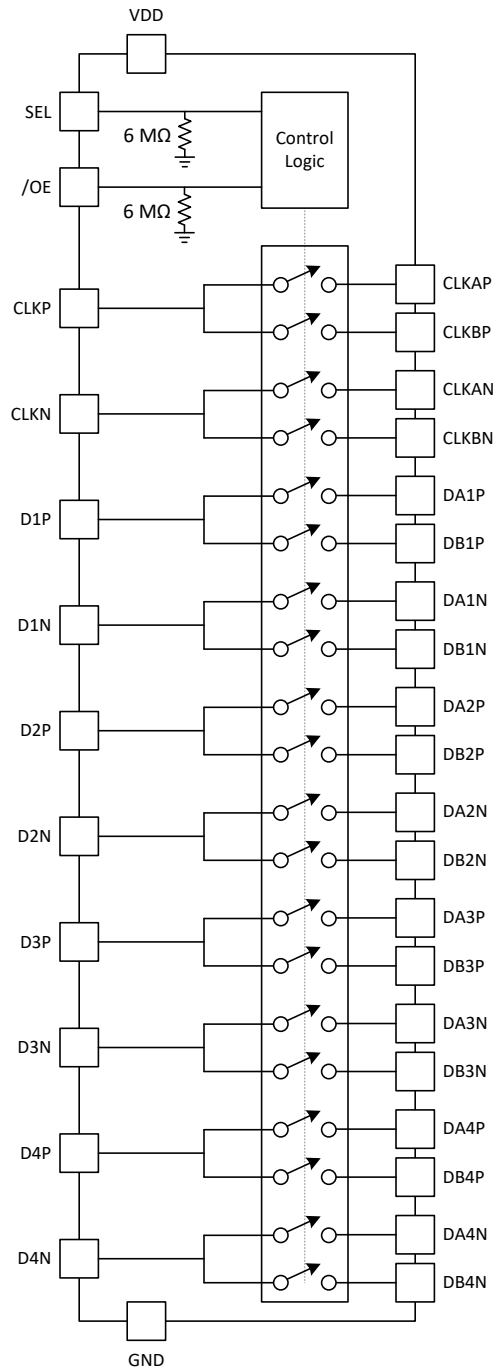 VDD
SEL
6 MΩ
Control
Logic
/OE
6 MΩ
CLKP
CLKAP
CLKBP
CLKN
CLKAN
CLKBN
D1P
DA1P
DB1P
D1N
DA1N
DB1N
D2P
DA2P
DB2P
D2N
DA2N
DB2N
D3P
DA3P
DB3P
D3N
DA3N
DB3N
D4P
DA4P
DB4P
D4N
DA4N
DB4N
GND